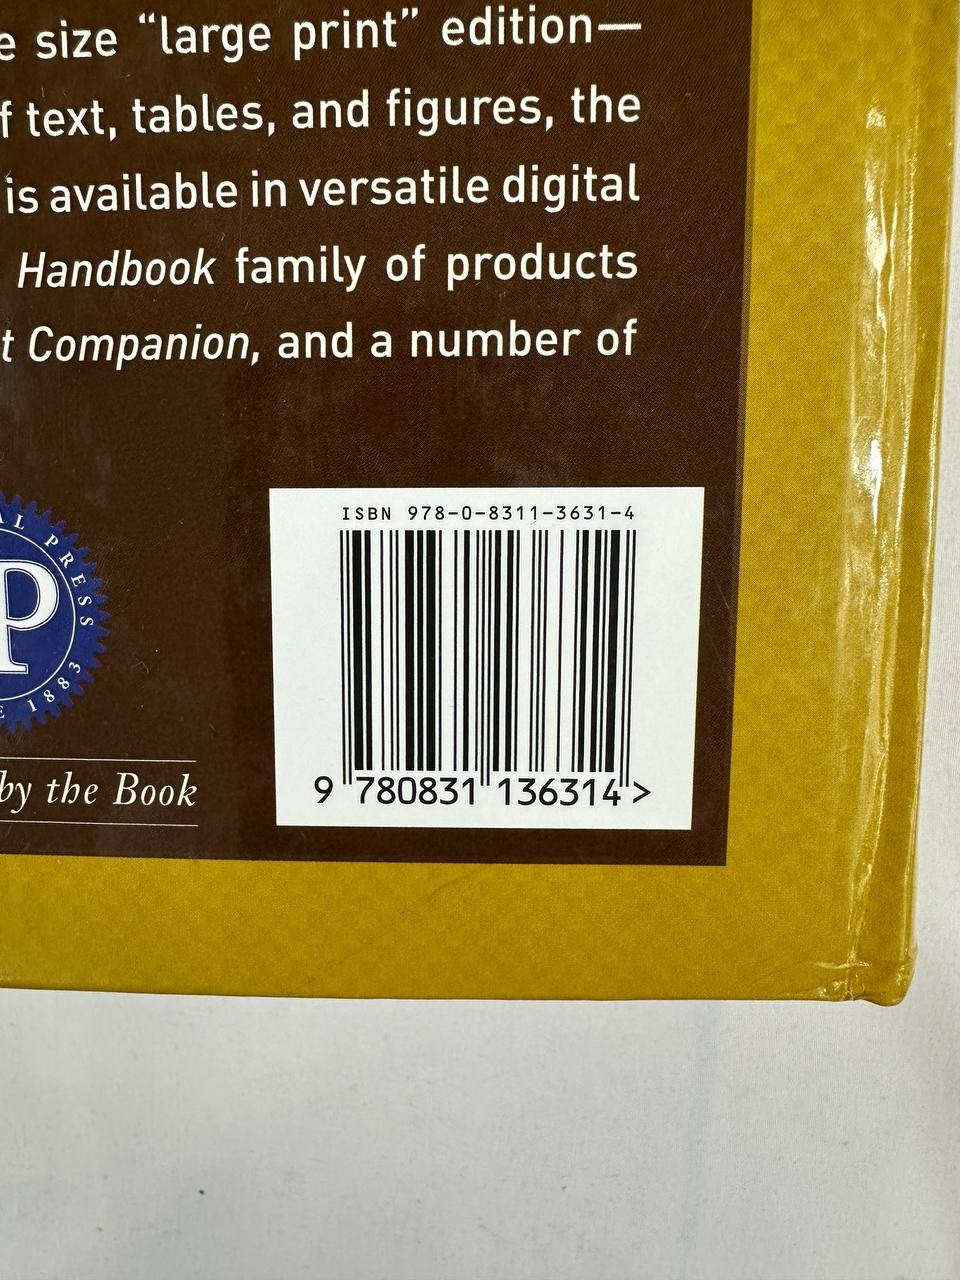 e size “large print” edition—
f text, tables, and figures, the
is available in versatile digital
Handbook family of products
t Companion, and a number of
AL PRESS
P
E 1883
by the Book
ISBN 978-0-8311-3631-4
9 780831 136314 >